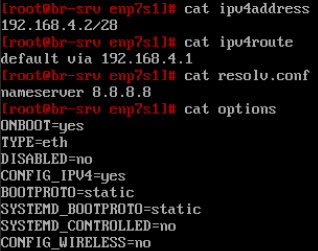 [root@br-srv enp7s1]# cat ipv4address
192.168.4.2/28
[root@br-srv enp7s1]# cat ipv4route
default via 192.168.4.1
[root@br-srv enp7s1]# cat resolv.conf
nameserver 8.8.8.8
[root@br-srv enp7s1]# cat options
ONBOOT=yes
TYPE=eth
DISABLED=no
CONFIG_IPV4=yes
BOOTPROTO=static
SYSTEMD_BOOTPROTO=static
SYSTEMD_CONTROLLED=no
CONFIG_WIRELESS=no